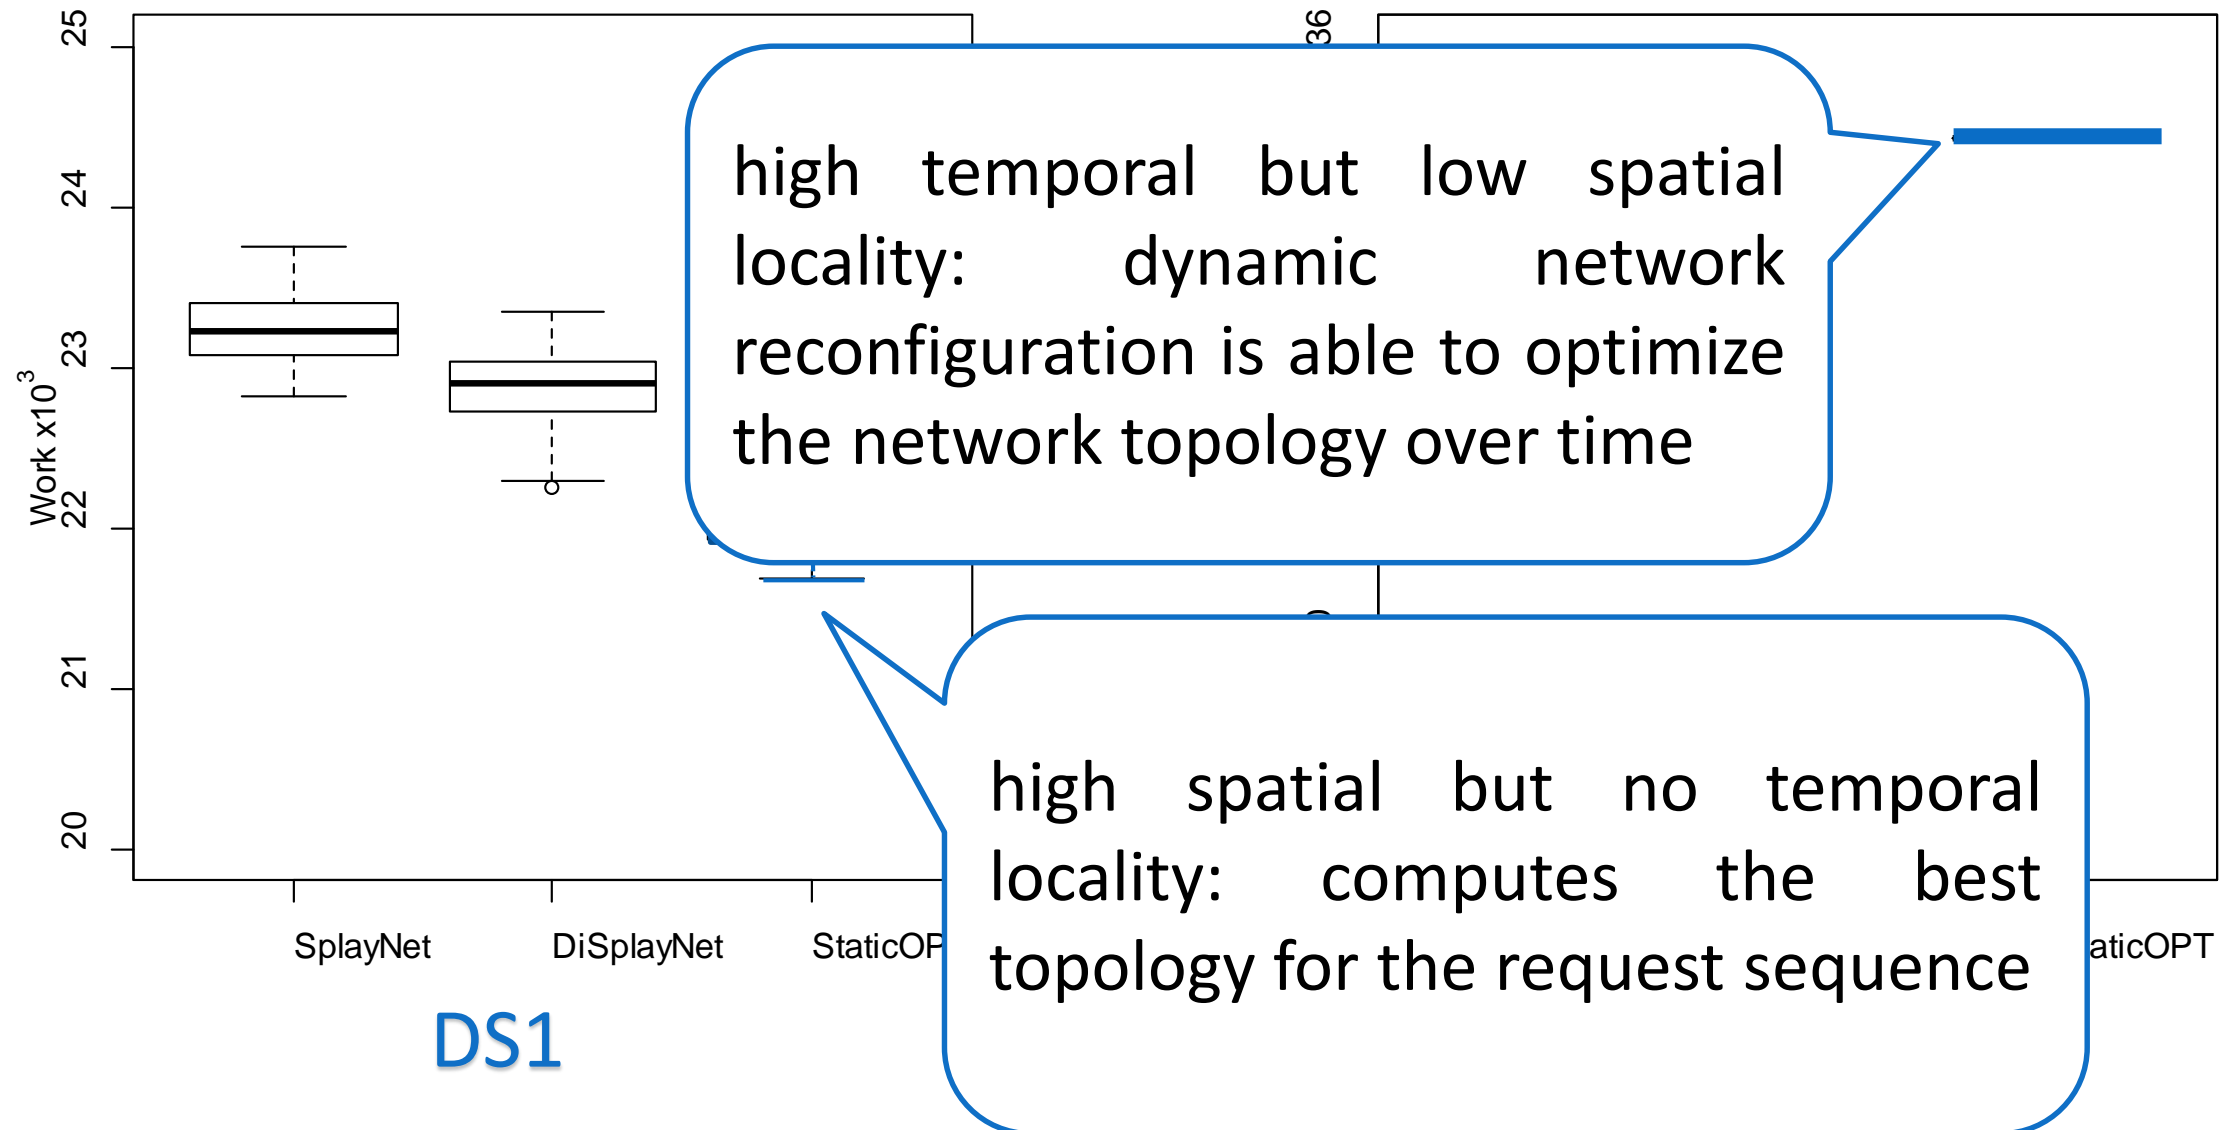 25
24
23
22
21
20
Work x10³
SplayNet
DiSplayNet
DS1
36
high temporal but low spatial
locality: dynamic network
reconfiguration is able to optimize
the network topology over time
high spatial but no temporal
locality: computes the best
topology for the request sequence
StaticOP
aticOPT